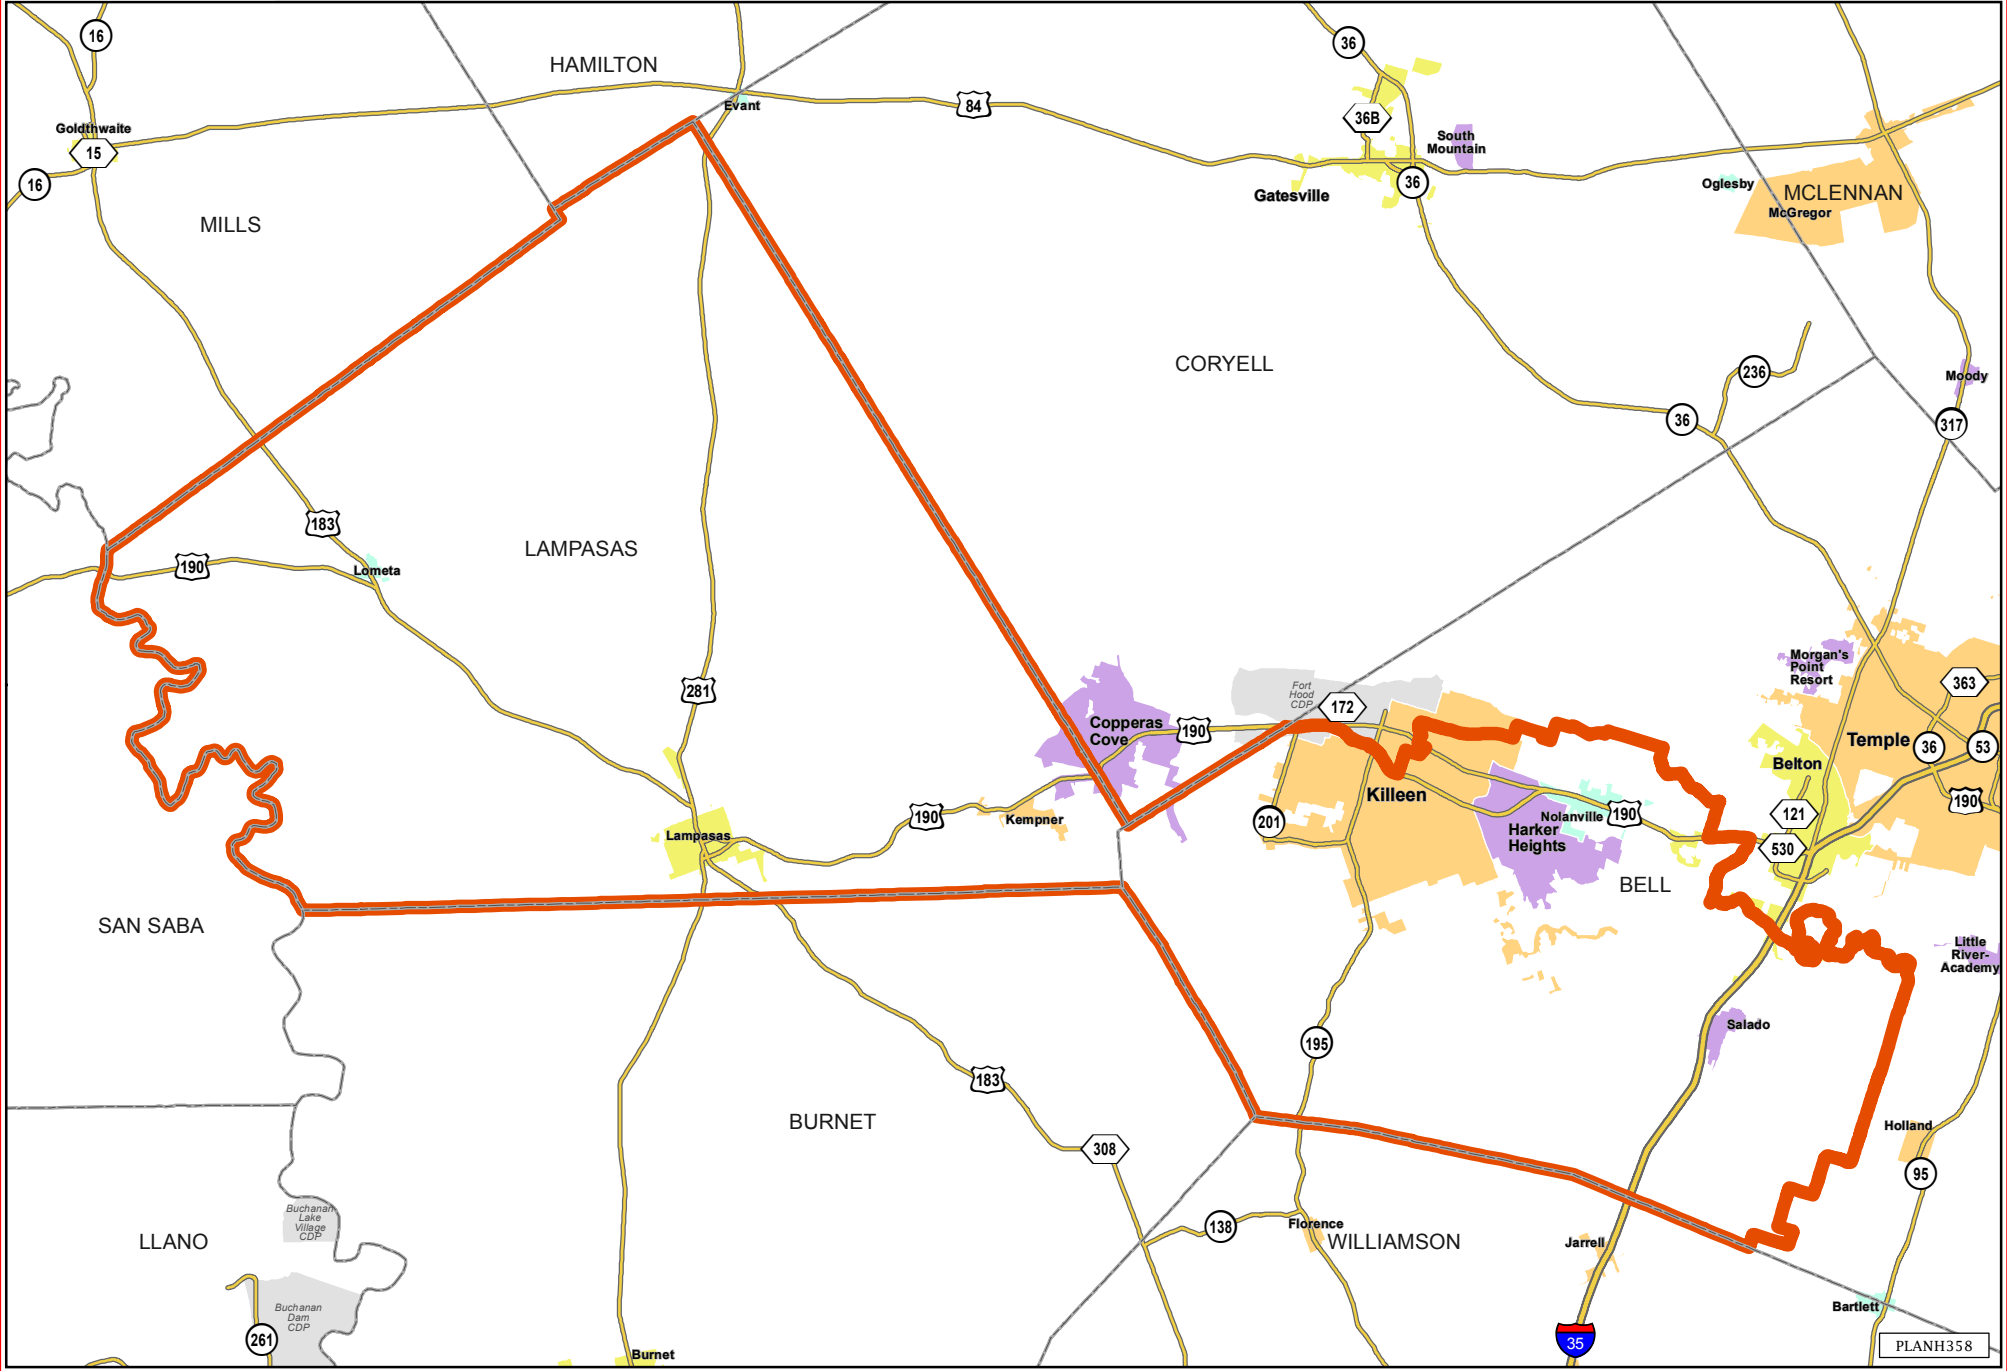 16
HAMILTON
36
Evant
84
36B
Goldthwaite
15
South
Mountain
16
36
Gatesville
Oglesby
MCLENNAN
McGregor
MILLS
CORYELL
236
Moody
36
317
183
LAMPASAS
190
Lometa
Morgan's
Point
Resort
363
281
Fort
Hood
CDP
172
Copperas
Cove
190
Temple
36
53
Belton
Killeen
190
190
Kempner
201
Nolanville
190
121
Lampasas
Harker
Heights
530
BELL
SAN SABA
Little
River-
Academy
Salado
195
183
BURNET
308
Holland
95
Buchanan
Lake
Village
CDP
138
Florence
WILLIAMSON
LLANO
Jarrell
Buchanan
Dam
CDP
Bartlett
261
35
PLANH358
Burnet